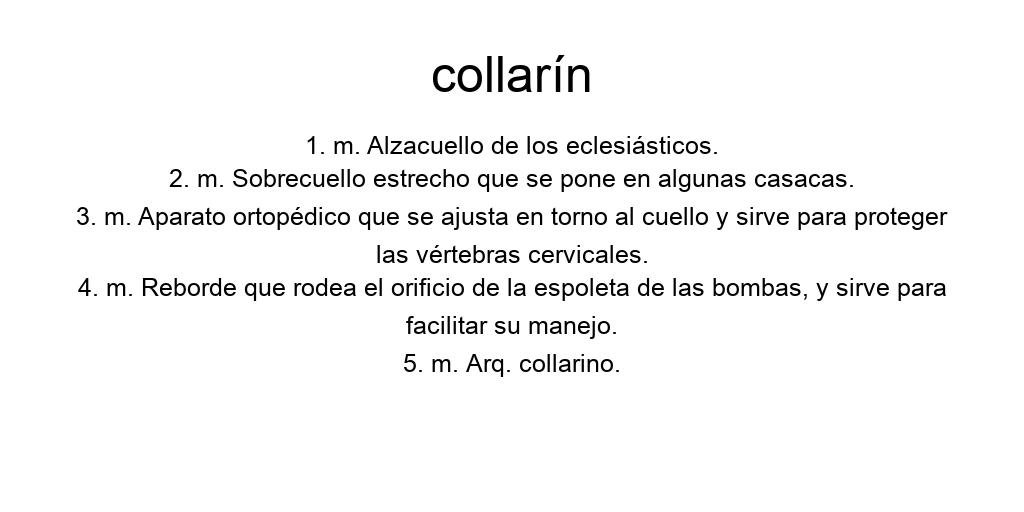 collarín
1. m. Alzacuello de los eclesiásticos.
2. m. Sobrecuello estrecho que se pone en algunas casacas.
3. m. Aparato ortopédico que se ajusta en torno al cuello y sirve para proteger
las vértebras cervicales.
4. m. Reborde que rodea el orificio de la espoleta de las bombas, y sirve para
facilitar su manejo.
5. m. Arq. collarino.